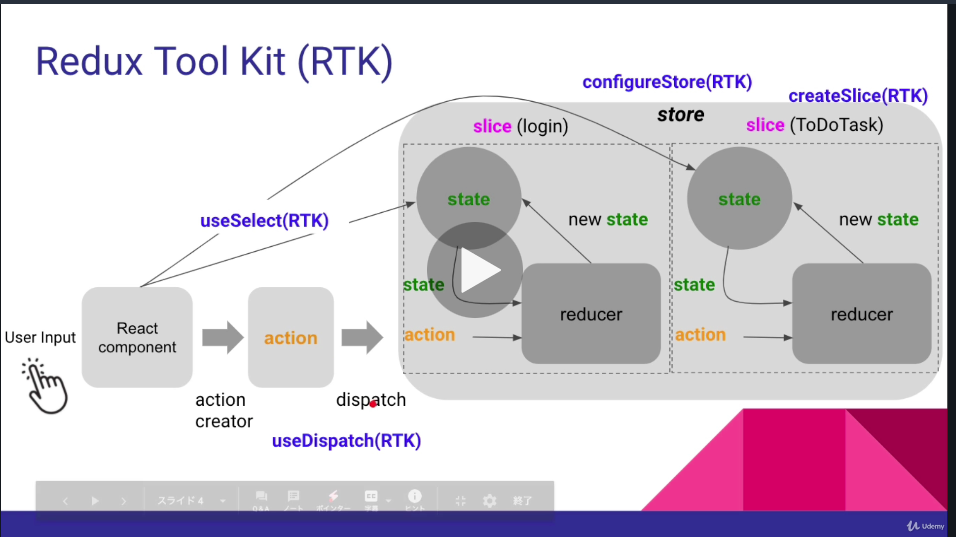 Redux Tool Kit (RTK)
configureStore(RTK)
createSlice(RTK)
store
slice (login)
slice (ToDoTask)
state
state
useSelect(RTK)
new state
new state
state
state
reducer
reducer
action
action
User Input
React
component
action
action
creator
dispatch
useDispatch(RTK)
スライド 4
Q&A
ノート
ポインター
字幕
ヒント
終了
Udemy